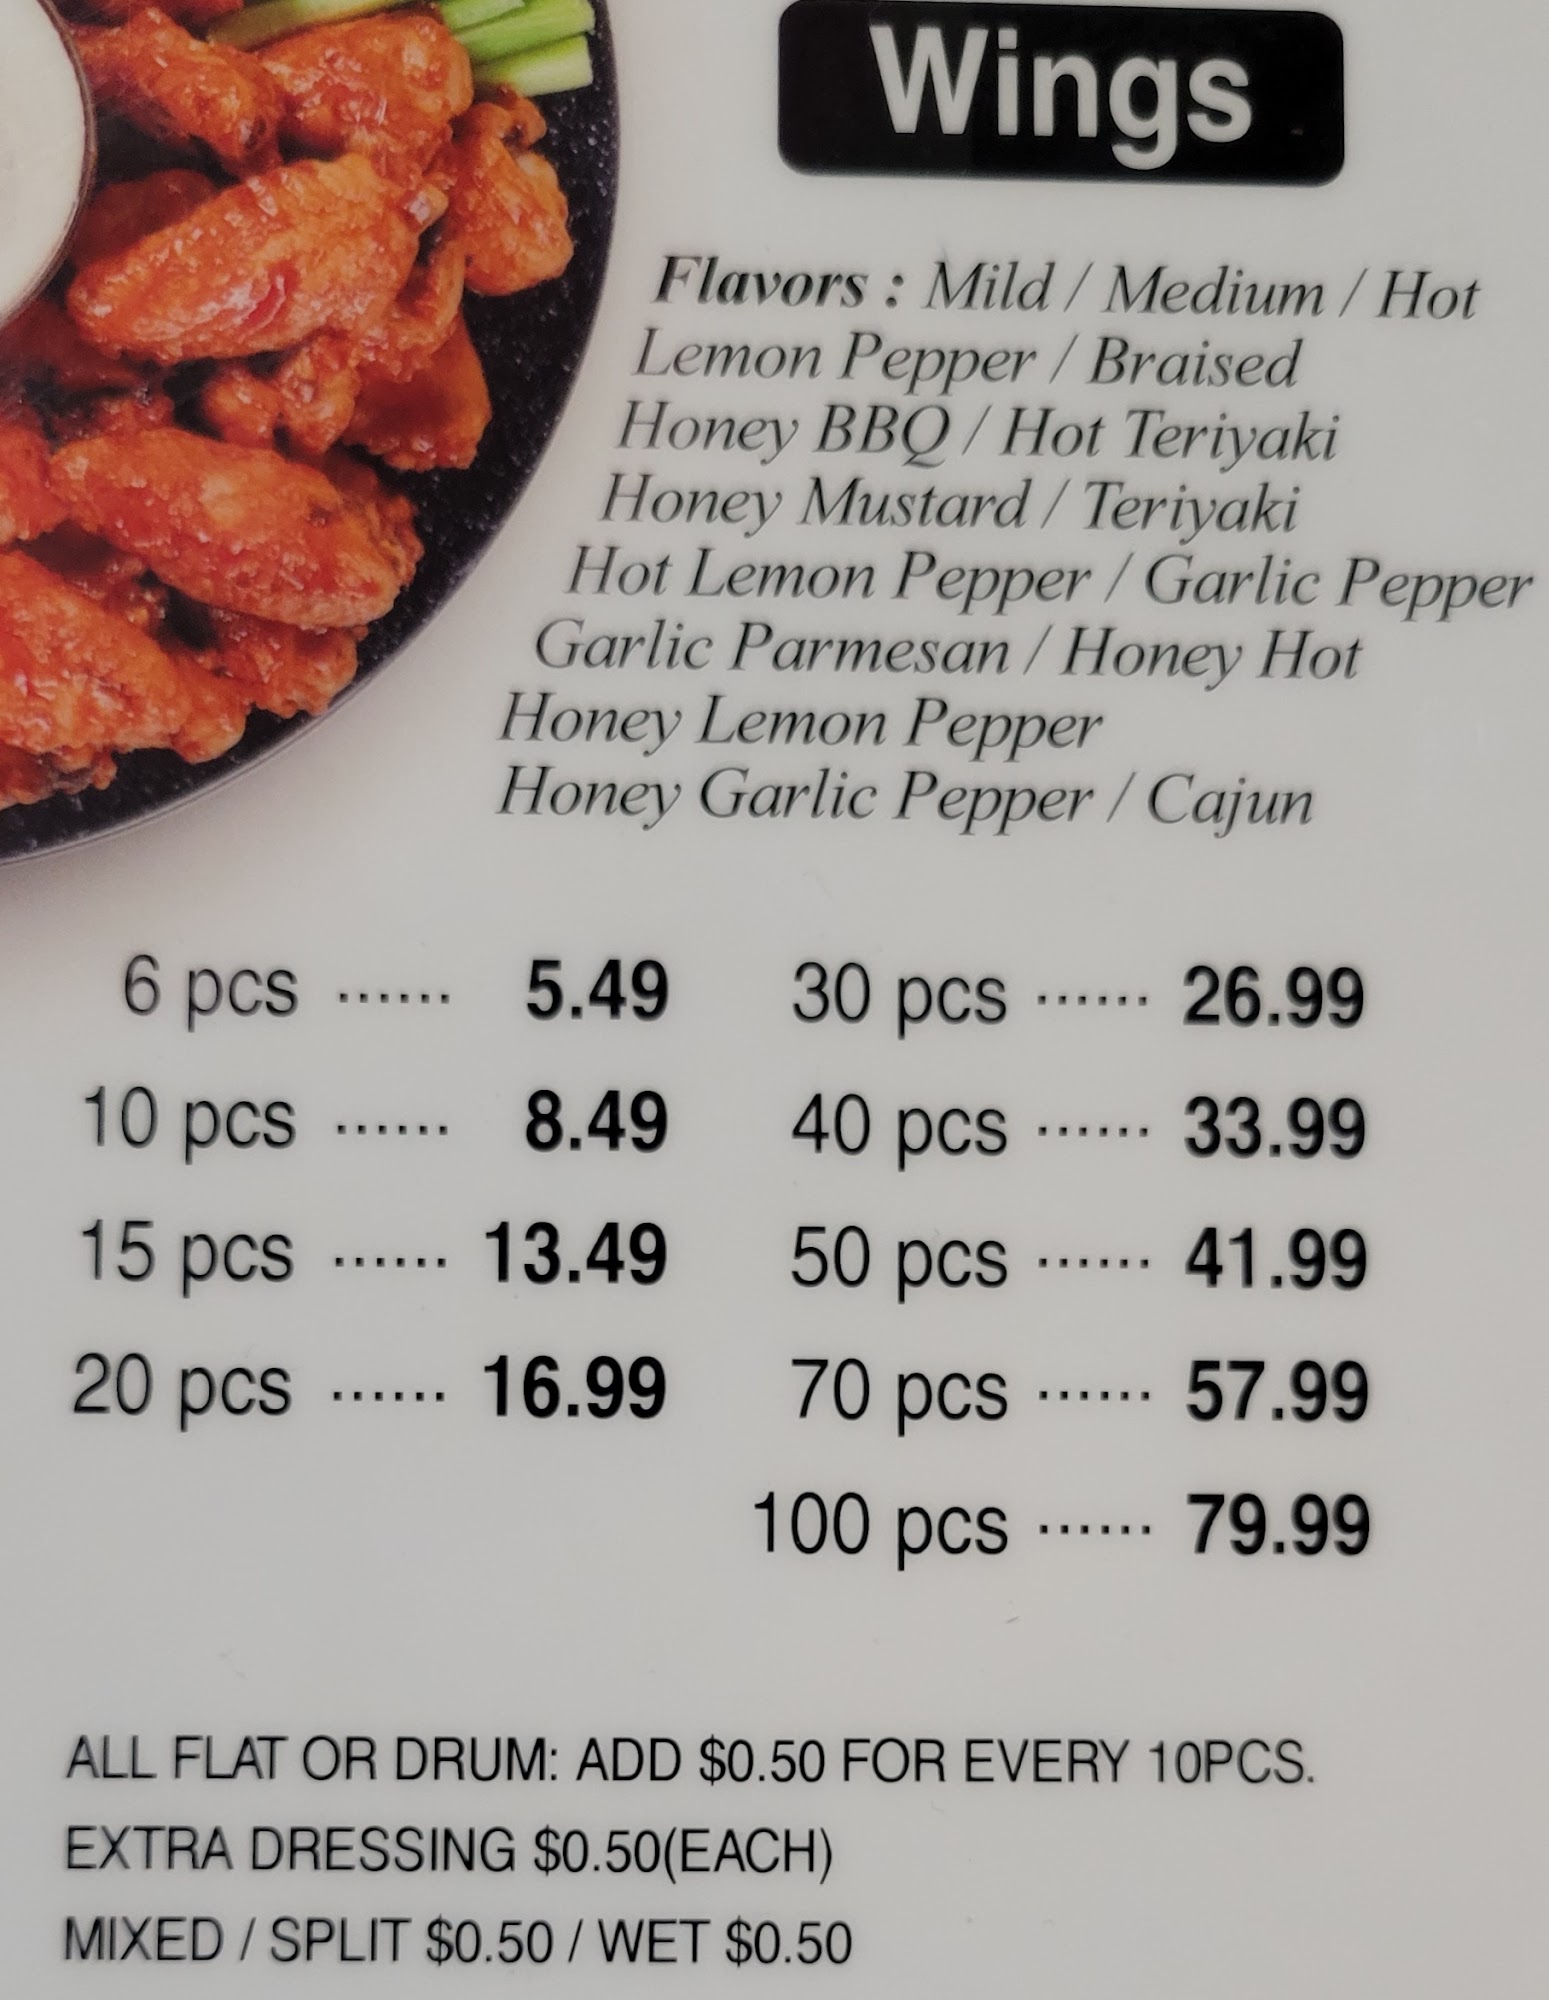 Wings
Flavors : Mild / Medium / Hot
Lemon Pepper / Braised
Honey BBQ / Hot Teriyaki
Honey Mustard / Teriyaki
Hot Lemon Pepper / Garlic Pepper
Garlic Parmesan / Honey Hot
Honey Lemon Pepper
Honey Garlic Pepper / Cajun
6 pcs ...... 5.49
10 pcs ...... 8.49
15 pcs ...... 13.49
20 pcs ...... 16.99
30 pcs ...... 26.99
40 pcs ...... 33.99
50 pcs ...... 41.99
70 pcs ...... 57.99
100 pcs ...... 79.99
ALL FLAT OR DRUM: ADD $0.50 FOR EVERY 10PCS.
EXTRA DRESSING $0.50(EACH)
MIXED / SPLIT $0.50 / WET $0.50